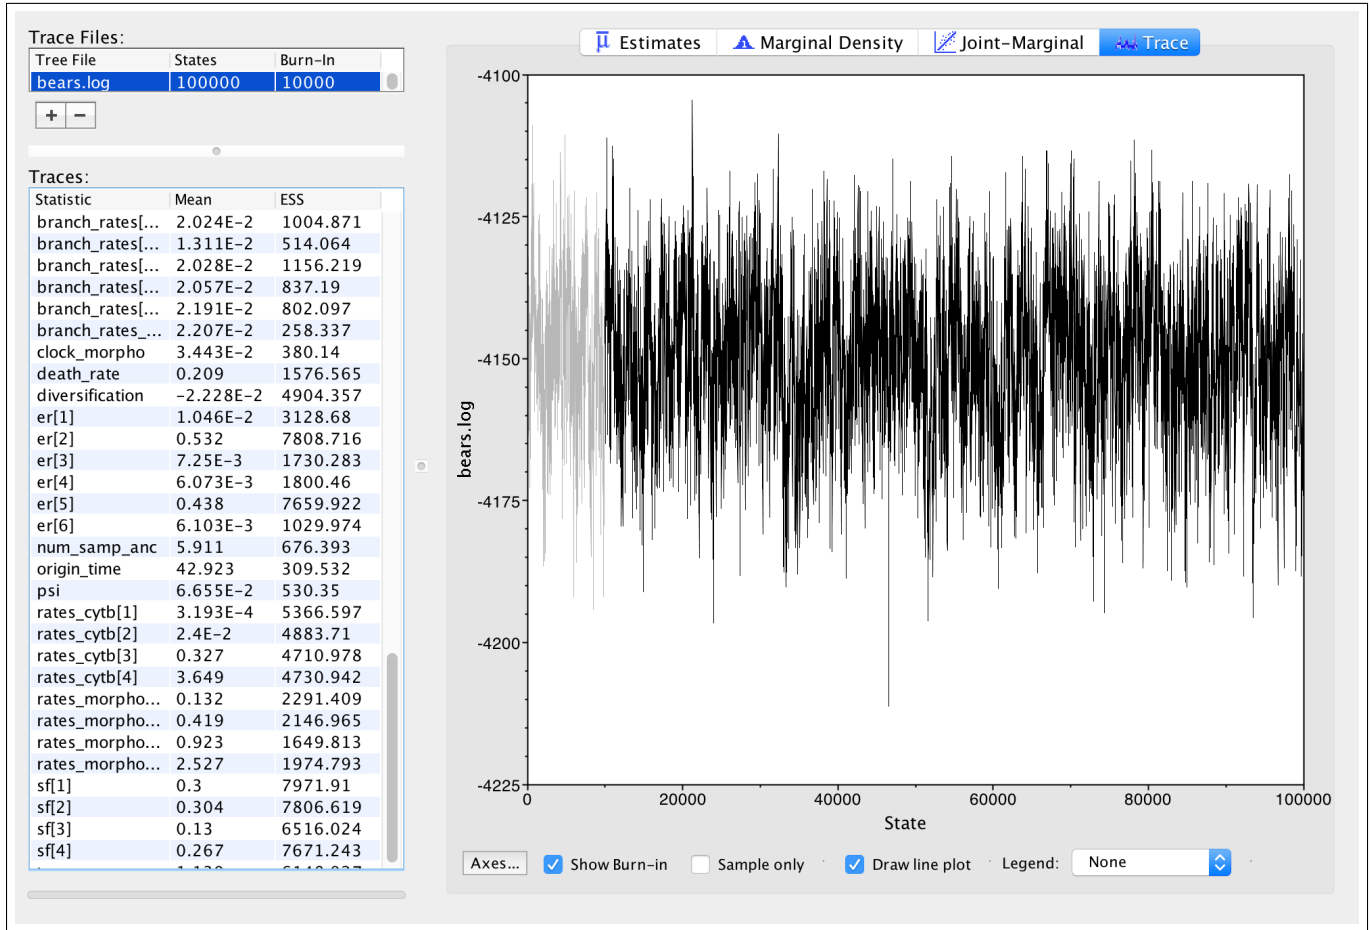 Trace Files:
Tree File States Burn-In
bears.log 100000 10000
+ −
Traces:
Statistic Mean ESS
branch_rates[... 2.024E-2 1004.871
branch_rates[... 1.311E-2 514.064
branch_rates[... 2.028E-2 1156.219
branch_rates[... 2.057E-2 837.19
branch_rates[... 2.191E-2 802.097
branch_rates_... 2.207E-2 258.337
clock_morpho 3.443E-2 380.14
death_rate 0.209 1576.565
diversification -2.228E-2 4904.357
er[1] 1.046E-2 3128.68
er[2] 0.532 7808.716
er[3] 7.25E-3 1730.283
er[4] 6.073E-3 1800.46
er[5] 0.438 7659.922
er[6] 6.103E-3 1029.974
num_samp_anc 5.911 676.393
origin_time 42.923 309.532
psi 6.655E-2 530.35
rates_cytb[1] 3.193E-4 5366.597
rates_cytb[2] 2.4E-2 4883.71
rates_cytb[3] 0.327 4710.978
rates_cytb[4] 3.649 4730.942
rates_morpho... 0.132 2291.409
rates_morpho... 0.419 2146.965
rates_morpho... 0.923 1649.813
rates_morpho... 2.527 1974.793
sf[1] 0.3 7971.91
sf[2] 0.304 7806.619
sf[3] 0.13 6516.024
sf[4] 0.267 7671.243
μ Estimates Marginal Density Joint-Marginal Trace
-4100
-4125
-4150
-4175
-4200
-4225
bears.log
0 20000 40000 60000 80000 100000
State
Axes... Show Burn-in Sample only Draw line plot Legend: None